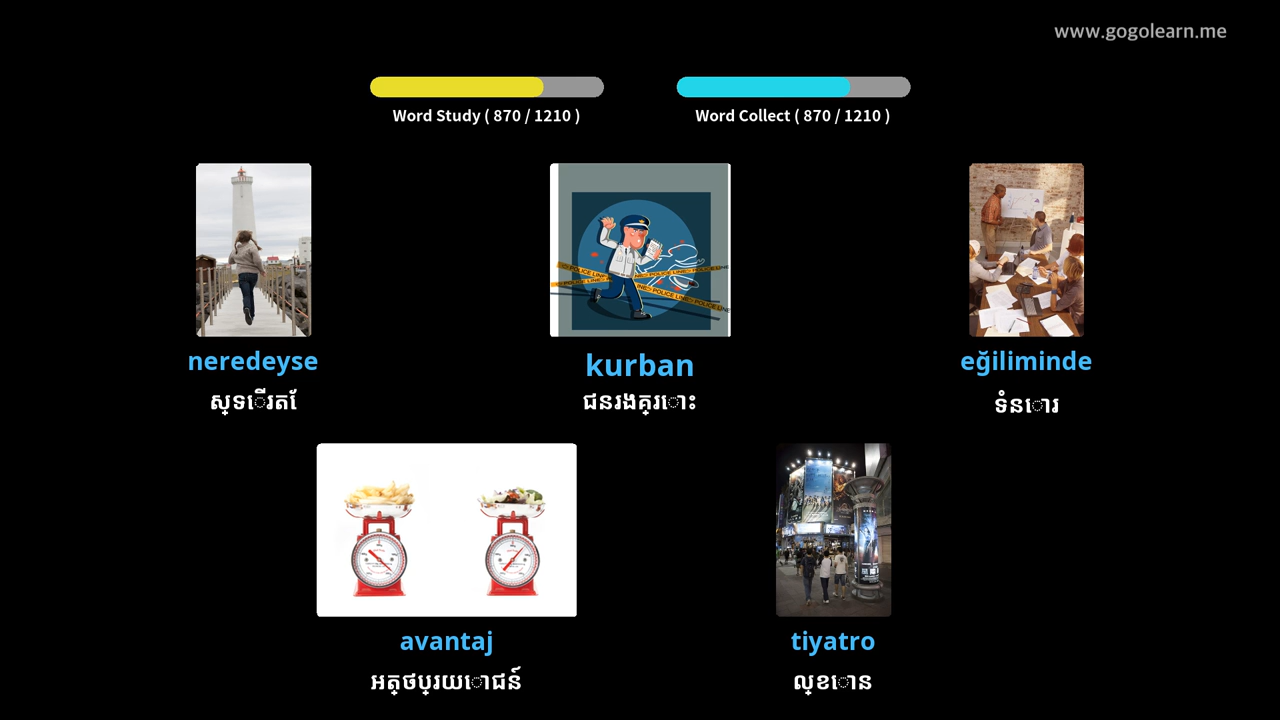 www.gogolearn.me
Word Study ( 870 / 1210 )
Word Collect ( 870 / 1210 )
neredeyse
ស្ទើរតែ
kurban
ជនរងគ្រោះ
eğiliminde
ទំនោរ
avantaj
អត្ថប្រយោជន៍
tiyatro
ល្ខោន
POLICE LINE